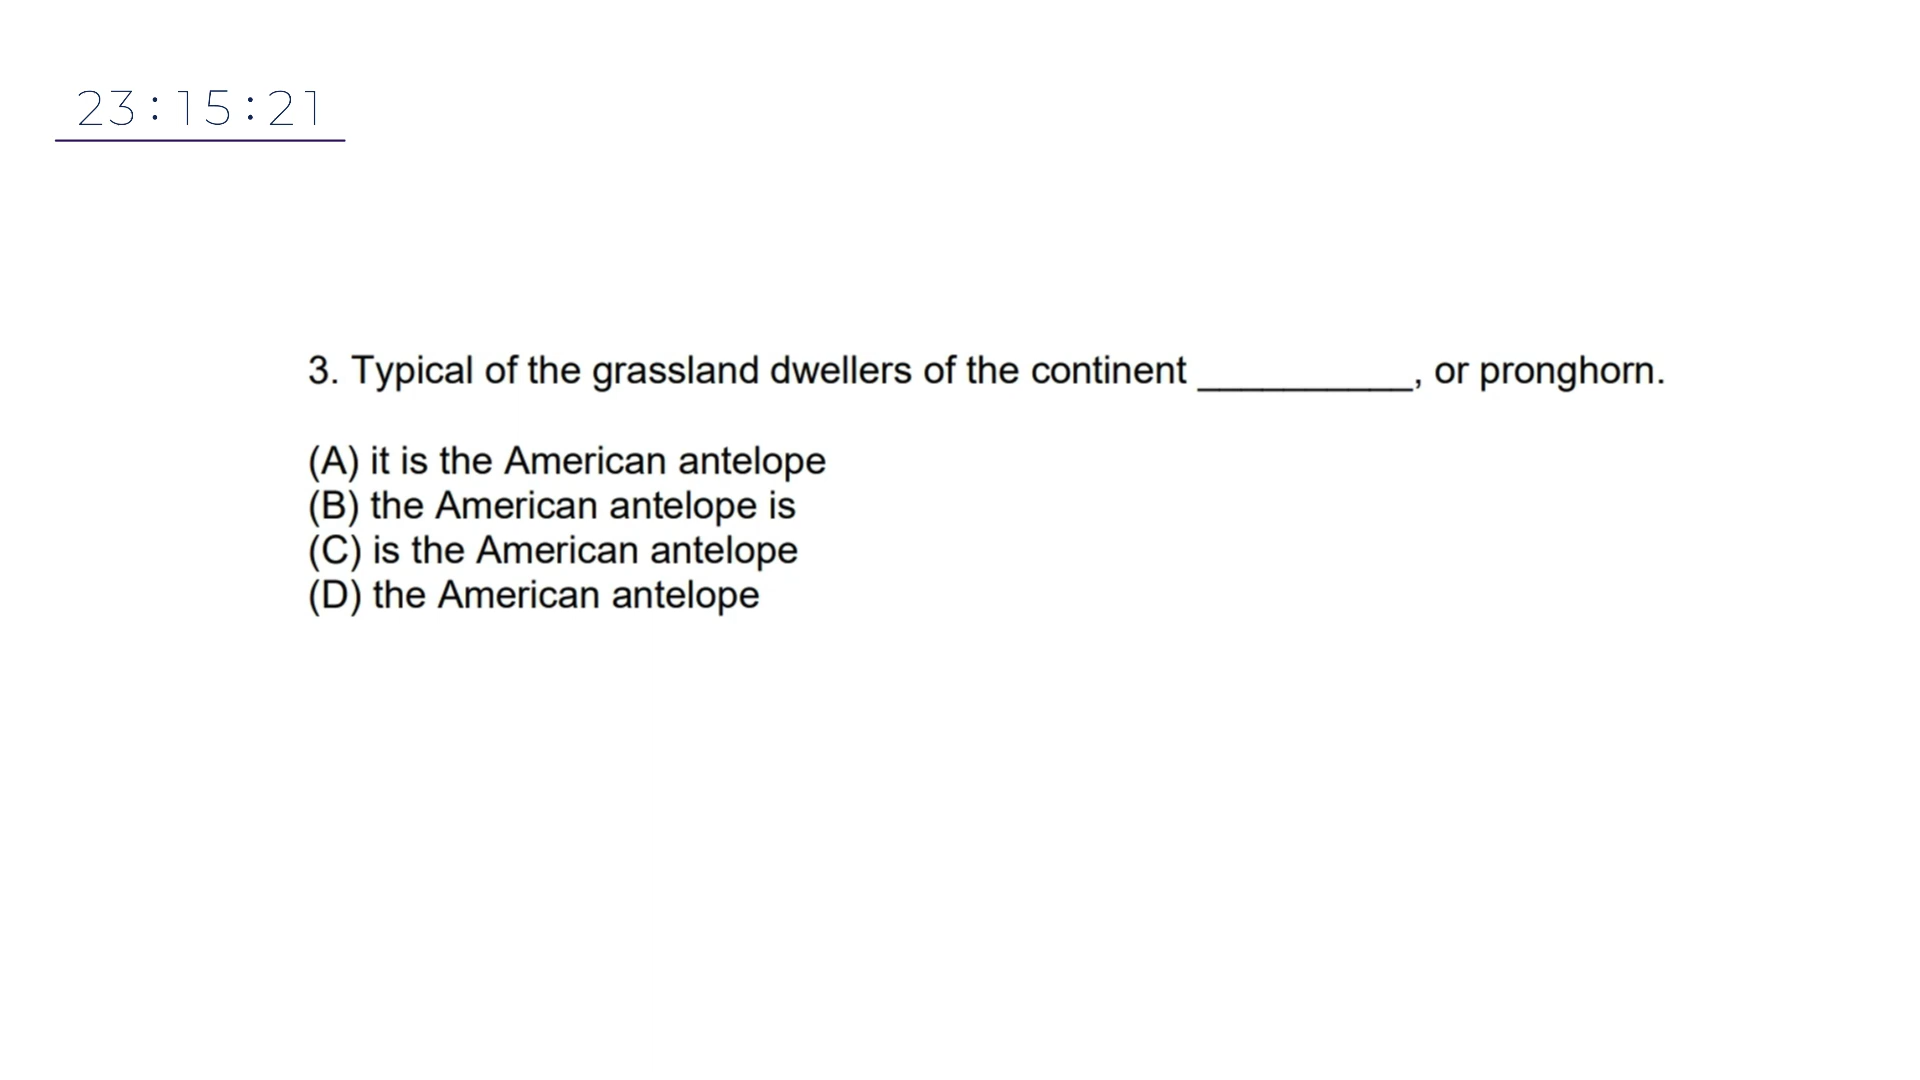 23:15:21
3. Typical of the grassland dwellers of the continent __________, or pronghorn.
(A) it is the American antelope
(B) the American antelope is
(C) is the American antelope
(D) the American antelope